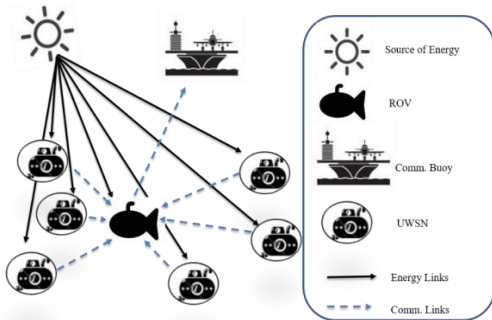 Source of Energy
ROV
Comm. Buoy
UWSN
Energy Links
Comm. Links